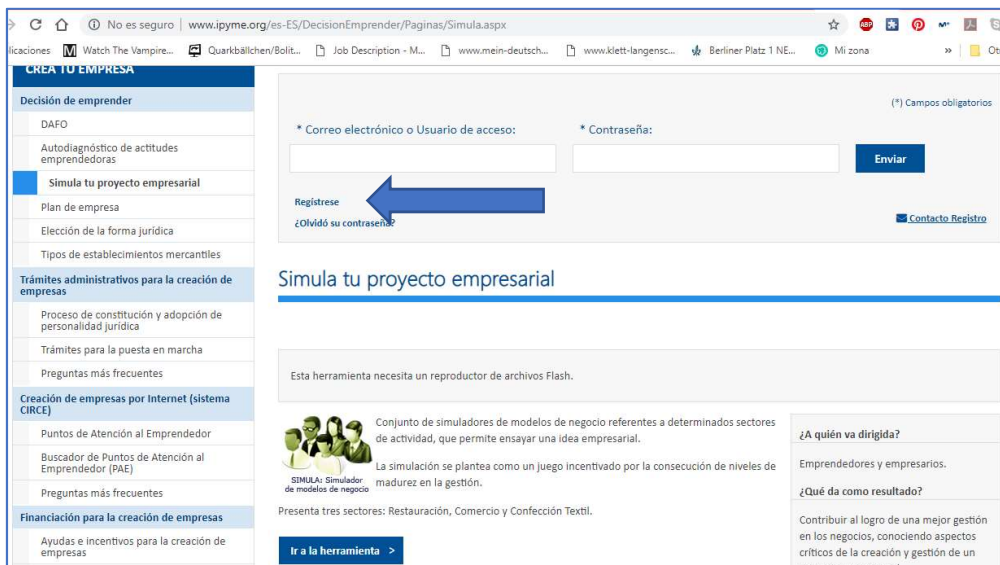 No es seguro | www.ipyme.org/es-ES/DecisionEmprender/Paginas/Simula.aspx
licaciones Watch The Vampire... Quarkbällchen/Bolit... Job Description - M... www.mein-deutsch... www.klett-langensc... Berliner Platz 1 NE... Mi zona »
CREA TU EMPRESA
Decisión de emprender
DAFO
Autodiagnóstico de actitudes
emprendedoras
Simula tu proyecto empresarial
Plan de empresa
Elección de la forma jurídica
Tipos de establecimientos mercantiles
Trámites administrativos para la creación de
empresas
Proceso de constitución y adopción de
personalidad jurídica
Trámites para la puesta en marcha
Preguntas más frecuentes
Creación de empresas por Internet (sistema
CIRCE)
Puntos de Atención al Emprendedor
Buscador de Puntos de Atención al
Emprendedor (PAE)
Preguntas más frecuentes
Financiación para la creación de empresas
Ayudas e incentivos para la creación de
empresas
(*) Campos obligatorios
* Correo electrónico o Usuario de acceso:
* Contraseña:
Enviar
Regístrese
¿Olvidó su contraseña?
Contacto Registro
Simula tu proyecto empresarial
Esta herramienta necesita un reproductor de archivos Flash.
SIMULA: Simulador
de modelos de negocio
Conjunto de simuladores de modelos de negocio referentes a determinados sectores
de actividad, que permite ensayar una idea empresarial.
La simulación se plantea como un juego incentivado por la consecución de niveles de
madurez en la gestión.
Presenta tres sectores: Restauración, Comercio y Confección Textil.
Ir a la herramienta >
¿A quién va dirigida?
Emprendedores y empresarios.
¿Qué da como resultado?
Contribuir al logro de una mejor gestión
en los negocios, conociendo aspectos
críticos de la creación y gestión de un